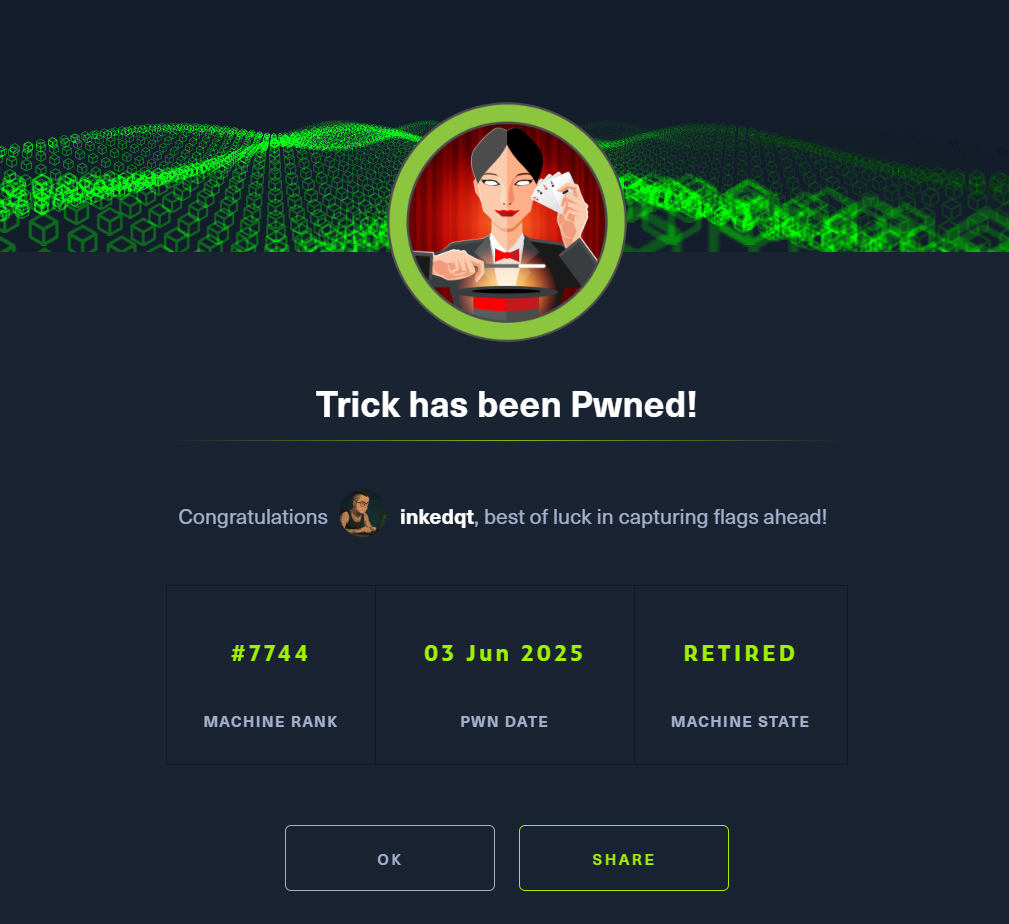 Trick has been Pwned!
Congratulations inkedqt, best of luck in capturing flags ahead!
#7744 03 Jun 2025 RETIRED
MACHINE RANK PWN DATE MACHINE STATE
OK SHARE